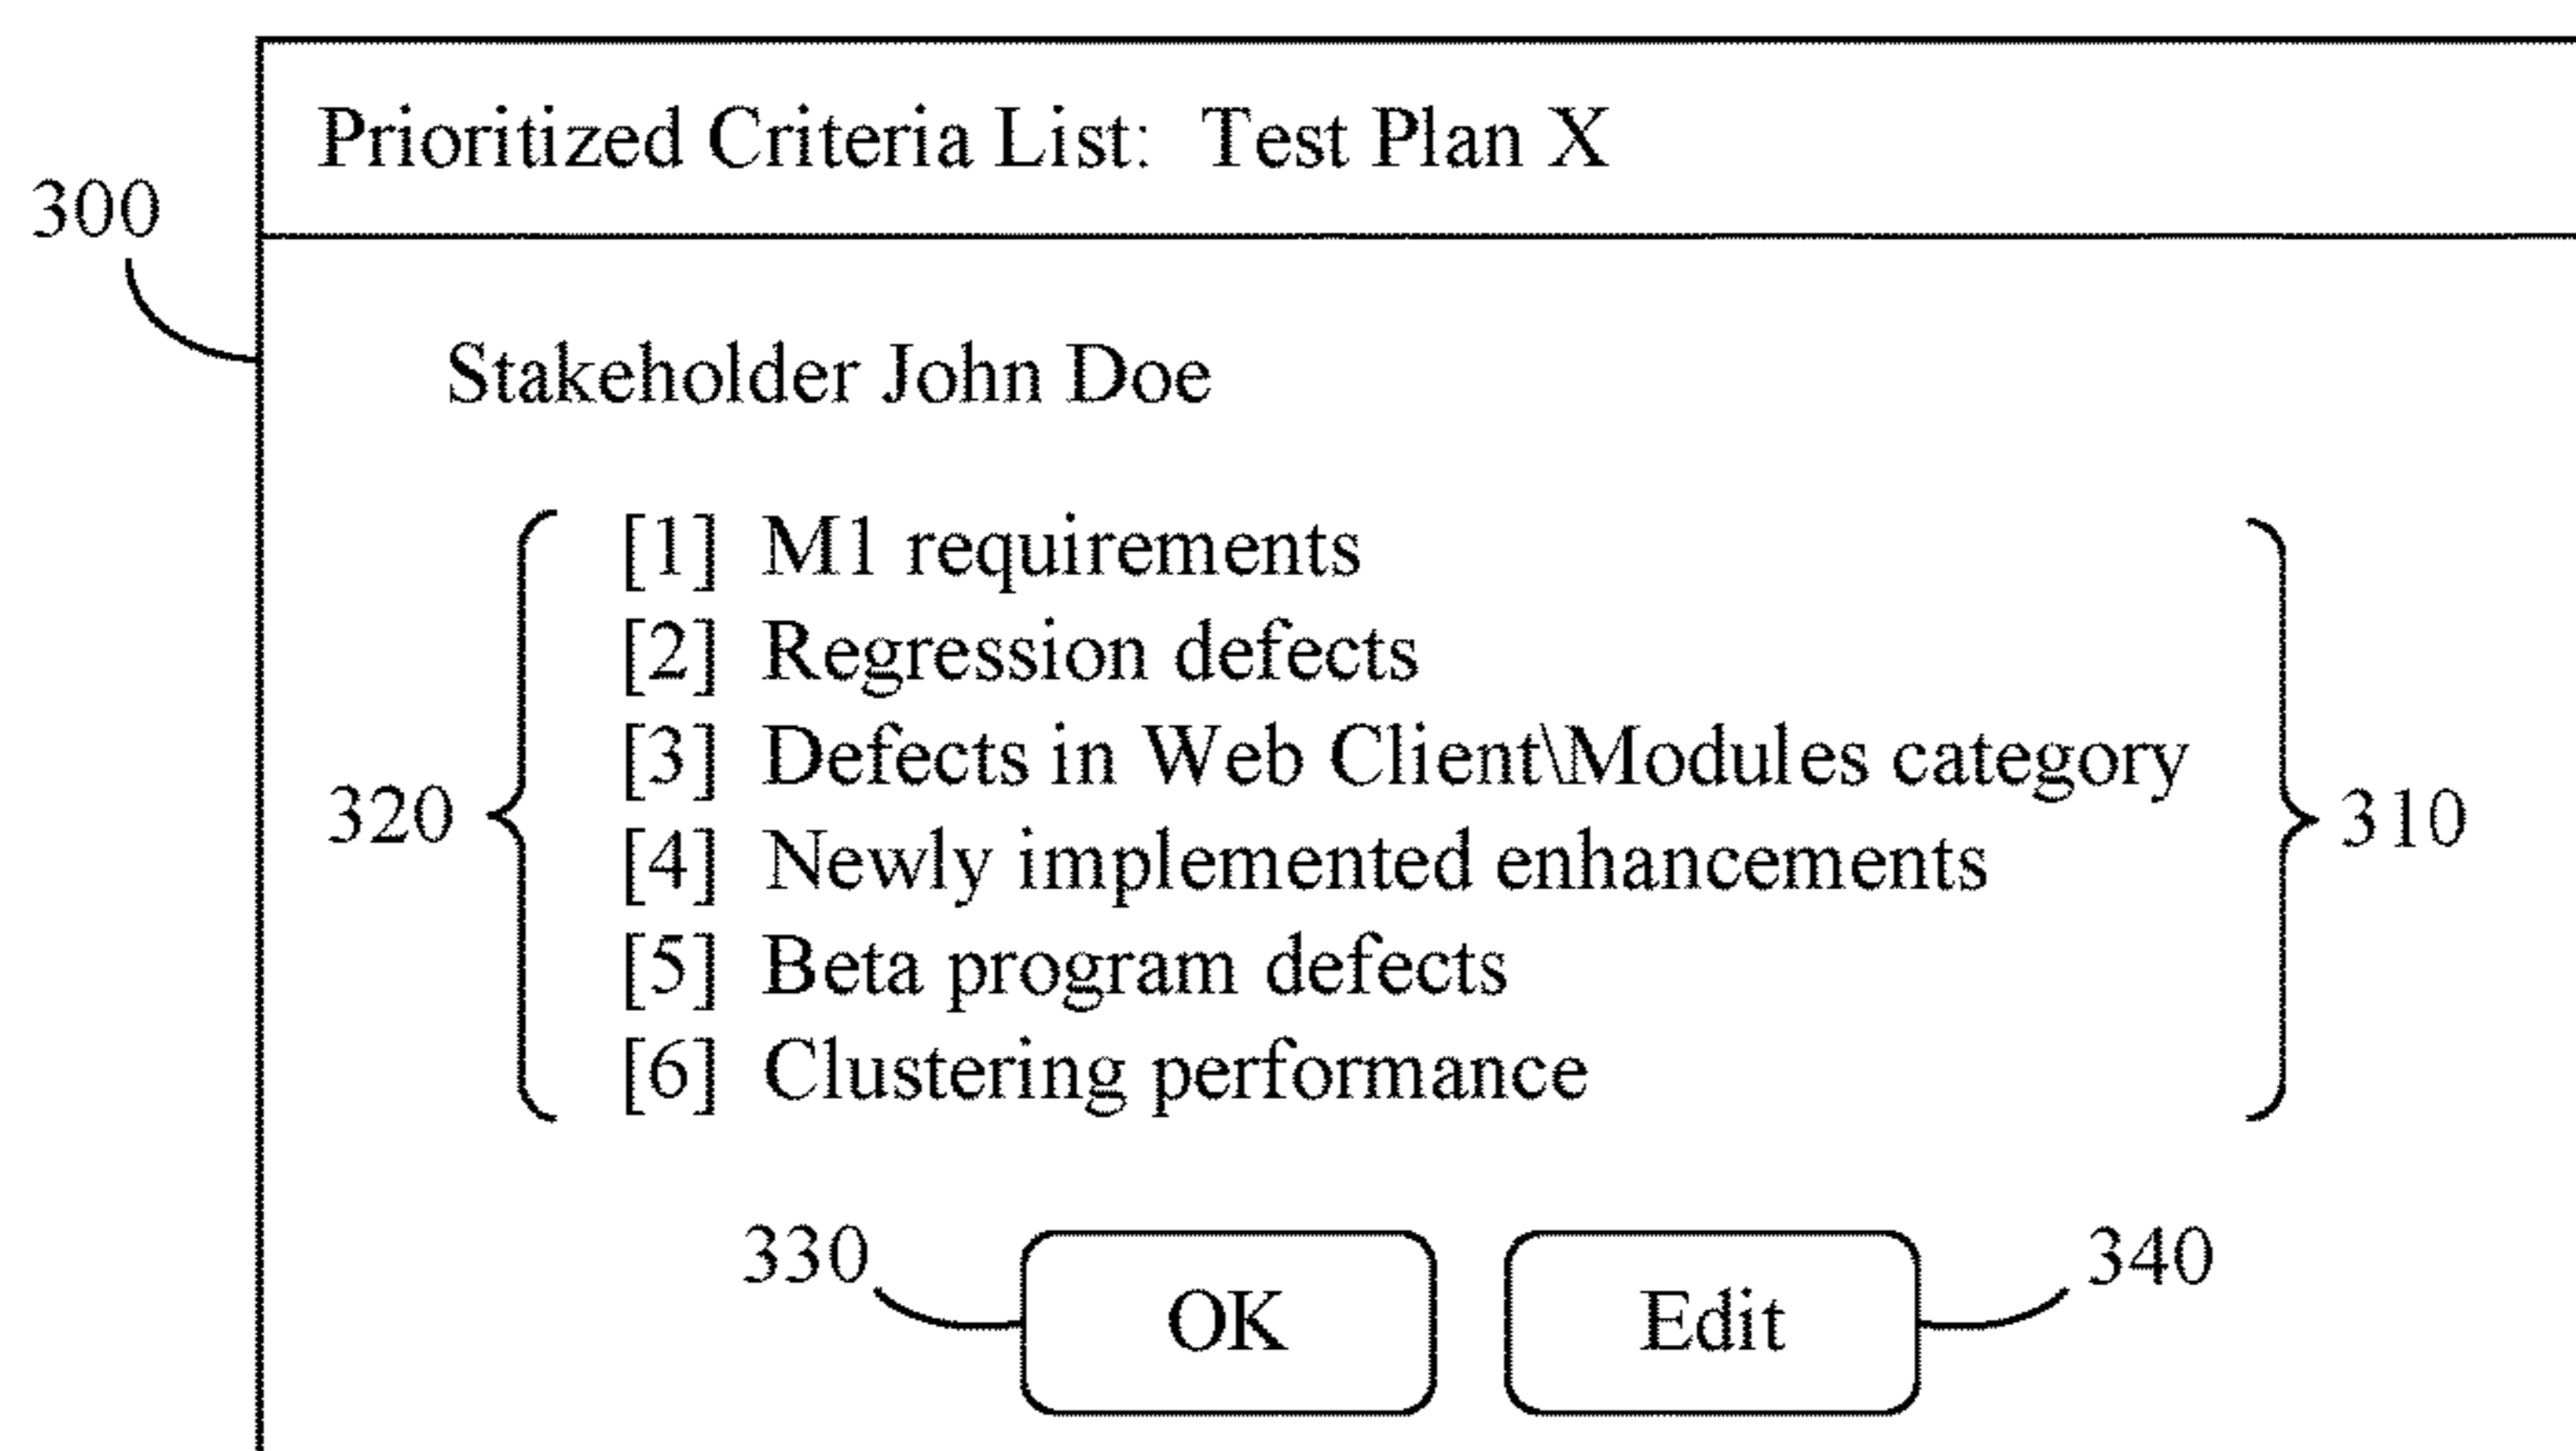 Prioritized Criteria List: Test Plan X
300
Stakeholder John Doe
[1] M1 requirements
[2] Regression defects
[3] Defects in Web Client\Modules category
320
310
[4] Newly implemented enhancements
[5] Beta program defects
[6] Clustering performance
330
OK
Edit
340